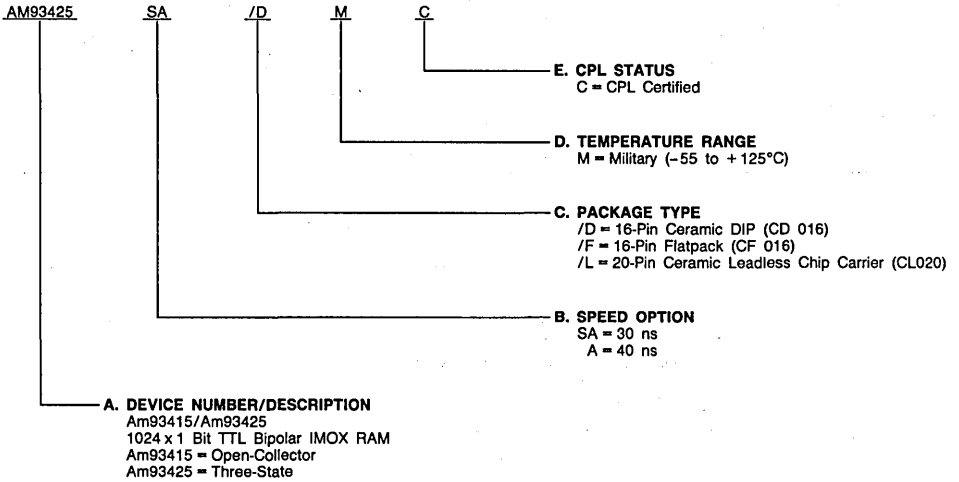 AM93425 SA /D M C
E. CPL STATUS
C = CPL Certified
D. TEMPERATURE RANGE
M = Military (-55 to +125°C)
C. PACKAGE TYPE
/D = 16-Pin Ceramic DIP (CD 016)
/F = 16-Pin Flatpack (CF 016)
/L = 20-Pin Ceramic Leadless Chip Carrier (CL020)
B. SPEED OPTION
SA = 30 ns
A = 40 ns
A. DEVICE NUMBER/DESCRIPTION
Am93415/Am93425
1024 x 1 Bit TTL Bipolar IMOX RAM
Am93415 = Open-Collector
Am93425 = Three-State